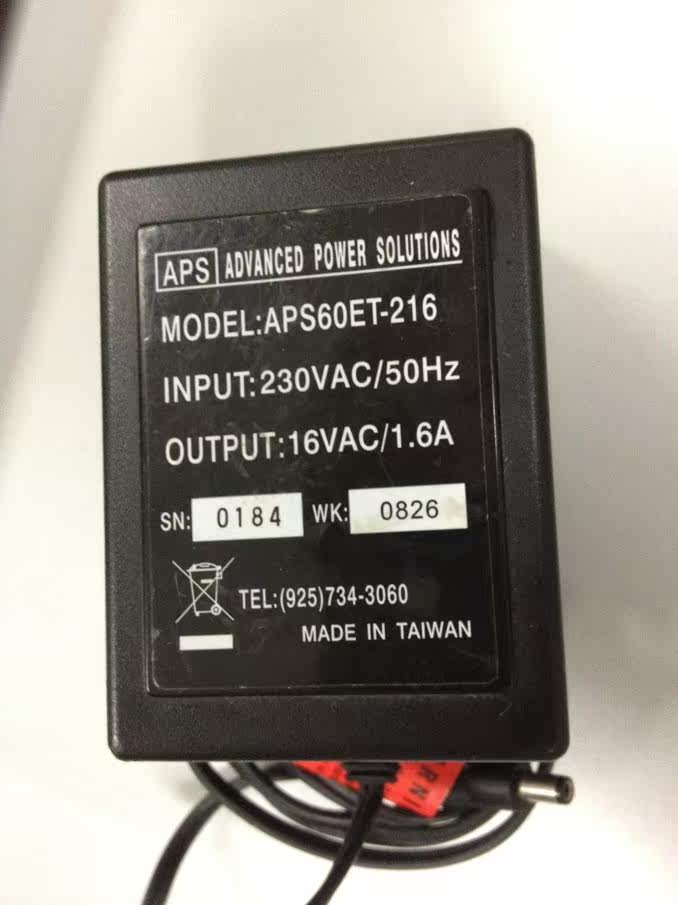 APS ADVANCED POWER SOLUTIONS
MODEL:APS60ET-216
INPUT:230VAC/50Hz
OUTPUT:16VAC/1.6A
SN: 0184 WK: 0826
TEL:(925)734-3060
MADE IN TAIWAN